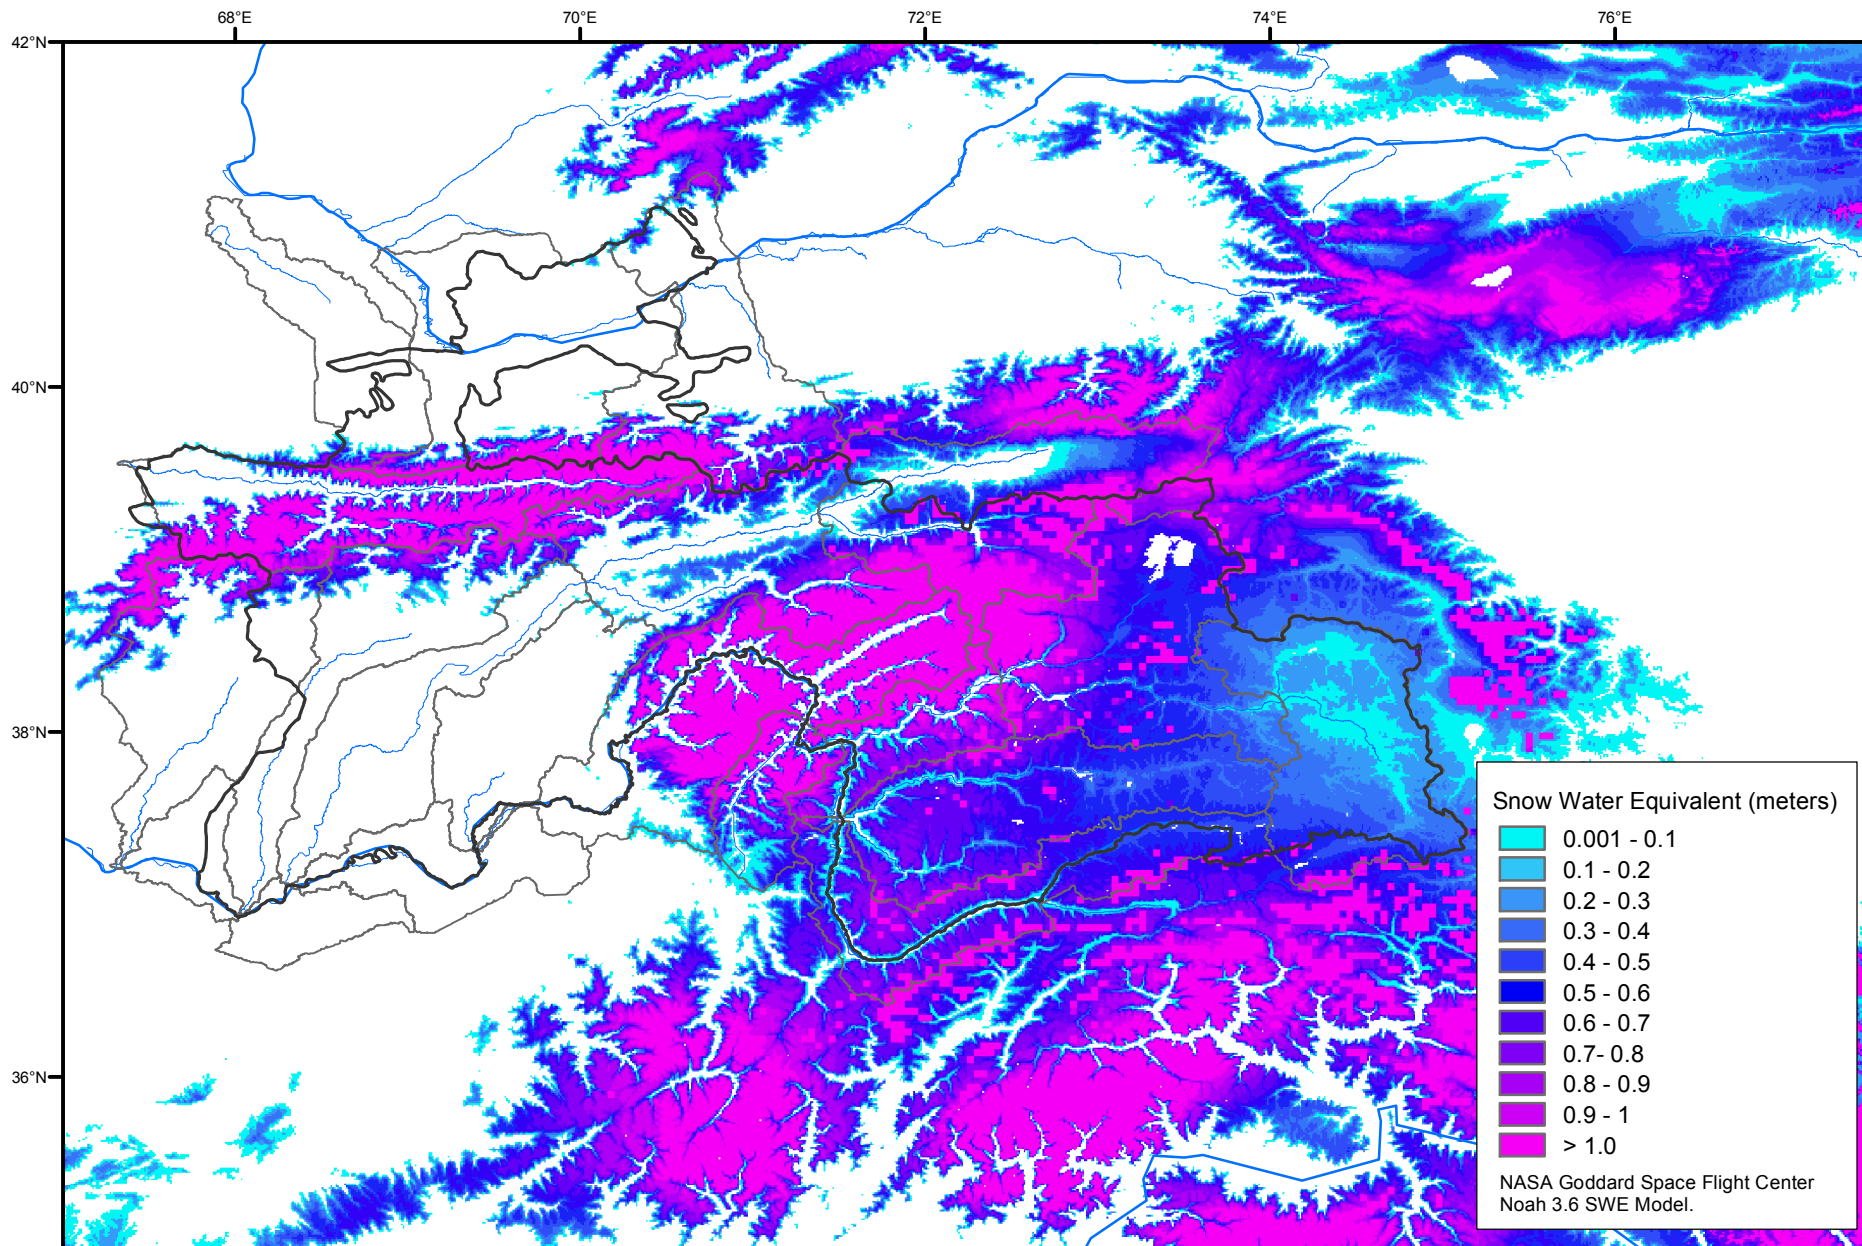 68°E 70°E 72°E 74°E 76°E
42°N
40°N
38°N
36°N
Snow Water Equivalent (meters)
0.001 - 0.1
0.1 - 0.2
0.2 - 0.3
0.3 - 0.4
0.4 - 0.5
0.5 - 0.6
0.6 - 0.7
0.7- 0.8
0.8 - 0.9
0.9 - 1
> 1.0
NASA Goddard Space Flight Center
Noah 3.6 SWE Model.